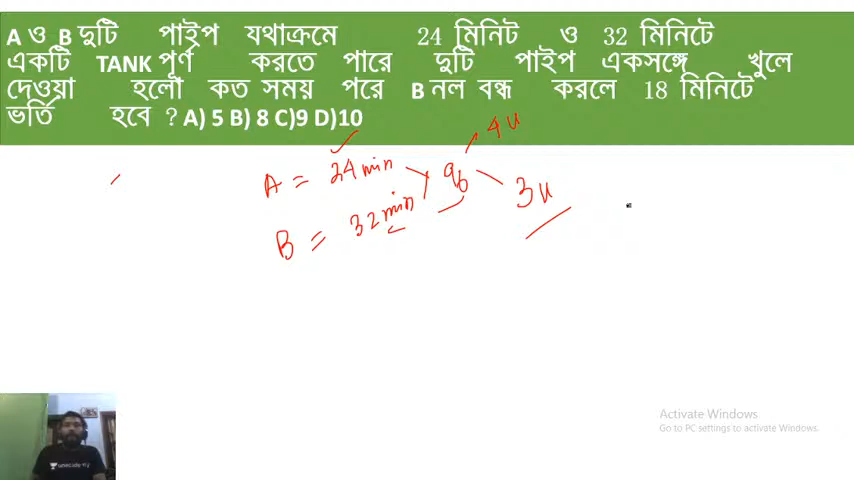 A ও B দুটি পাইপ যথাক্রমে 24 মিনিট ও 32 মিনিটে
একটি TANK পূর্ণ করতে পারে দুটি পাইপ একসঙ্গে খুলে
দেওয়া হলো কত সময় পরে B নল বন্ধ করলে 18 মিনিটে
ভর্তি হবে ? A) 5 B) 8 C)9 D)10
4 u
A = 24 min
96
3 u
B = 32 min
Activate Windows
Go to PC settings to activate Windows.